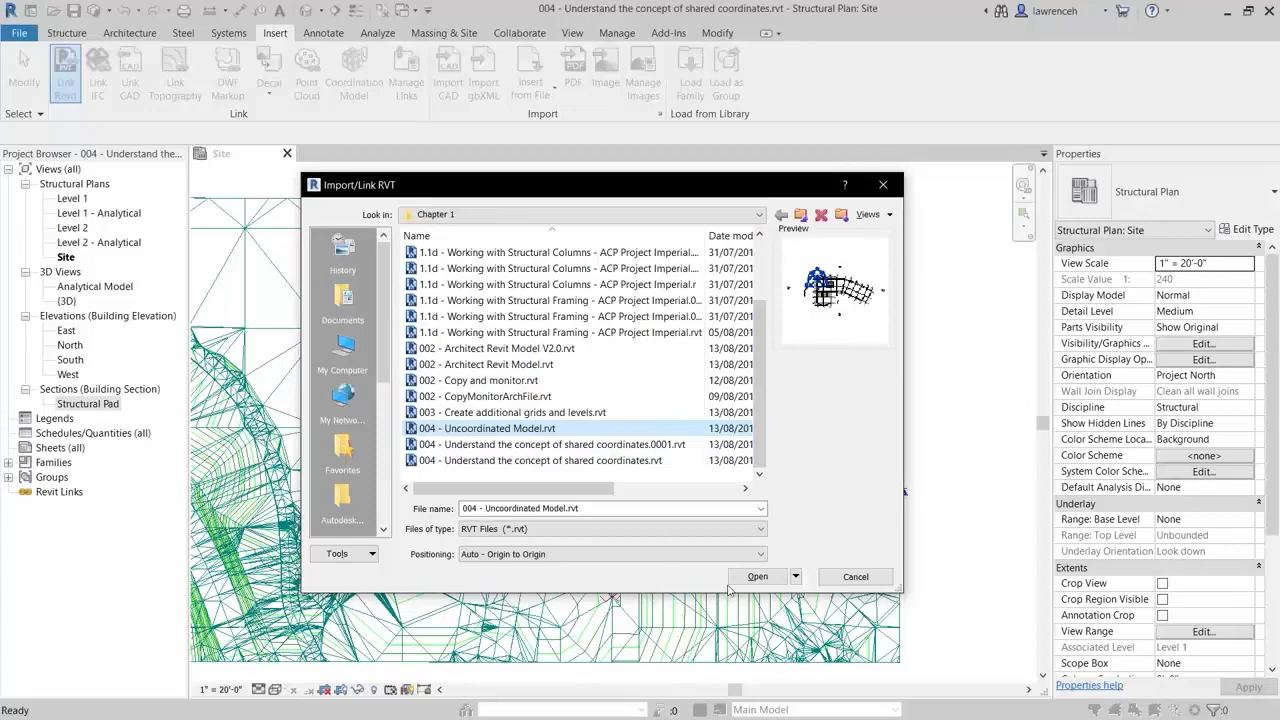 004 - Understand the concept of shared coordinates.rvt - Structural Plan: Site
lawrenceh
File Structure Architecture Steel Systems Insert Annotate Analyze Massing & Site Collaborate View Manage Add-Ins Modify
Modify
Link Revit
Link IFC
Link CAD
Link Topography
DWF Markup
Decal
Point Cloud
Coordination Model
Manage Links
Import CAD
Import gbXML
Insert from File
PDF
Image
Manage Images
Load Family
Load as Group
Select
Link
Import
Load from Library
Project Browser - 004 - Understand the...
Views (all)
Structural Plans
Level 1
Level 1 - Analytical
Level 2
Level 2 - Analytical
Site
3D Views
Analytical Model
{3D}
Elevations (Building Elevation)
East
North
South
West
Sections (Building Section)
Structural Pad
Legends
Schedules/Quantities (all)
Sheets (all)
Families
Groups
Revit Links
Site
Import/Link RVT
Look in: Chapter 1
Views
Name Date mod
1.1d - Working with Structural Columns - ACP Project Imperial.... 31/07/201
1.1d - Working with Structural Columns - ACP Project Imperial.... 31/07/201
1.1d - Working with Structural Columns - ACP Project Imperial.r 31/07/201
1.1d - Working with Structural Framing - ACP Project Imperial.0... 31/07/201
1.1d - Working with Structural Framing - ACP Project Imperial.0... 31/07/201
1.1d - Working with Structural Framing - ACP Project Imperial.rvt 05/08/201
002 - Architect Revit Model V2.0.rvt 13/08/201
002 - Architect Revit Model.rvt 13/08/201
002 - Copy and monitor.rvt 12/08/201
002 - CopyMonitorArchFile.rvt 09/08/201
003 - Create additional grids and levels.rvt 13/08/201
004 - Uncoordinated Model.rvt 13/08/201
004 - Understand the concept of shared coordinates.0001.rvt 13/08/201
004 - Understand the concept of shared coordinates.rvt 13/08/201
History
Documents
My Computer
My Netwo...
Favorites
Autodesk...
Preview
File name: 004 - Uncoordinated Model.rvt
Files of type: RVT Files (*.rvt)
Positioning: Auto - Origin to Origin
Tools
Open
Cancel
Properties
Structural Plan
Structural Plan: Site Edit Type
Graphics
View Scale 1" = 20'-0"
Scale Value 1: 240
Display Model Normal
Detail Level Medium
Parts Visibility Show Original
Visibility/Graphics ... Edit...
Graphic Display Op... Edit...
Orientation Project North
Wall Join Display Clean all wall joins
Discipline Structural
Show Hidden Lines By Discipline
Color Scheme Loca... Background
Color Scheme <none>
System Color Sche... Edit...
Default Analysis Di... None
Underlay
Range: Base Level None
Range: Top Level Unbounded
Underlay Orientation Look down
Extents
Crop View
Crop Region Visible
Annotation Crop
View Range Edit...
Associated Level Level 1
Scope Box None
Properties help
Apply
1" = 20'-0"
Ready
:0
Main Model
:0